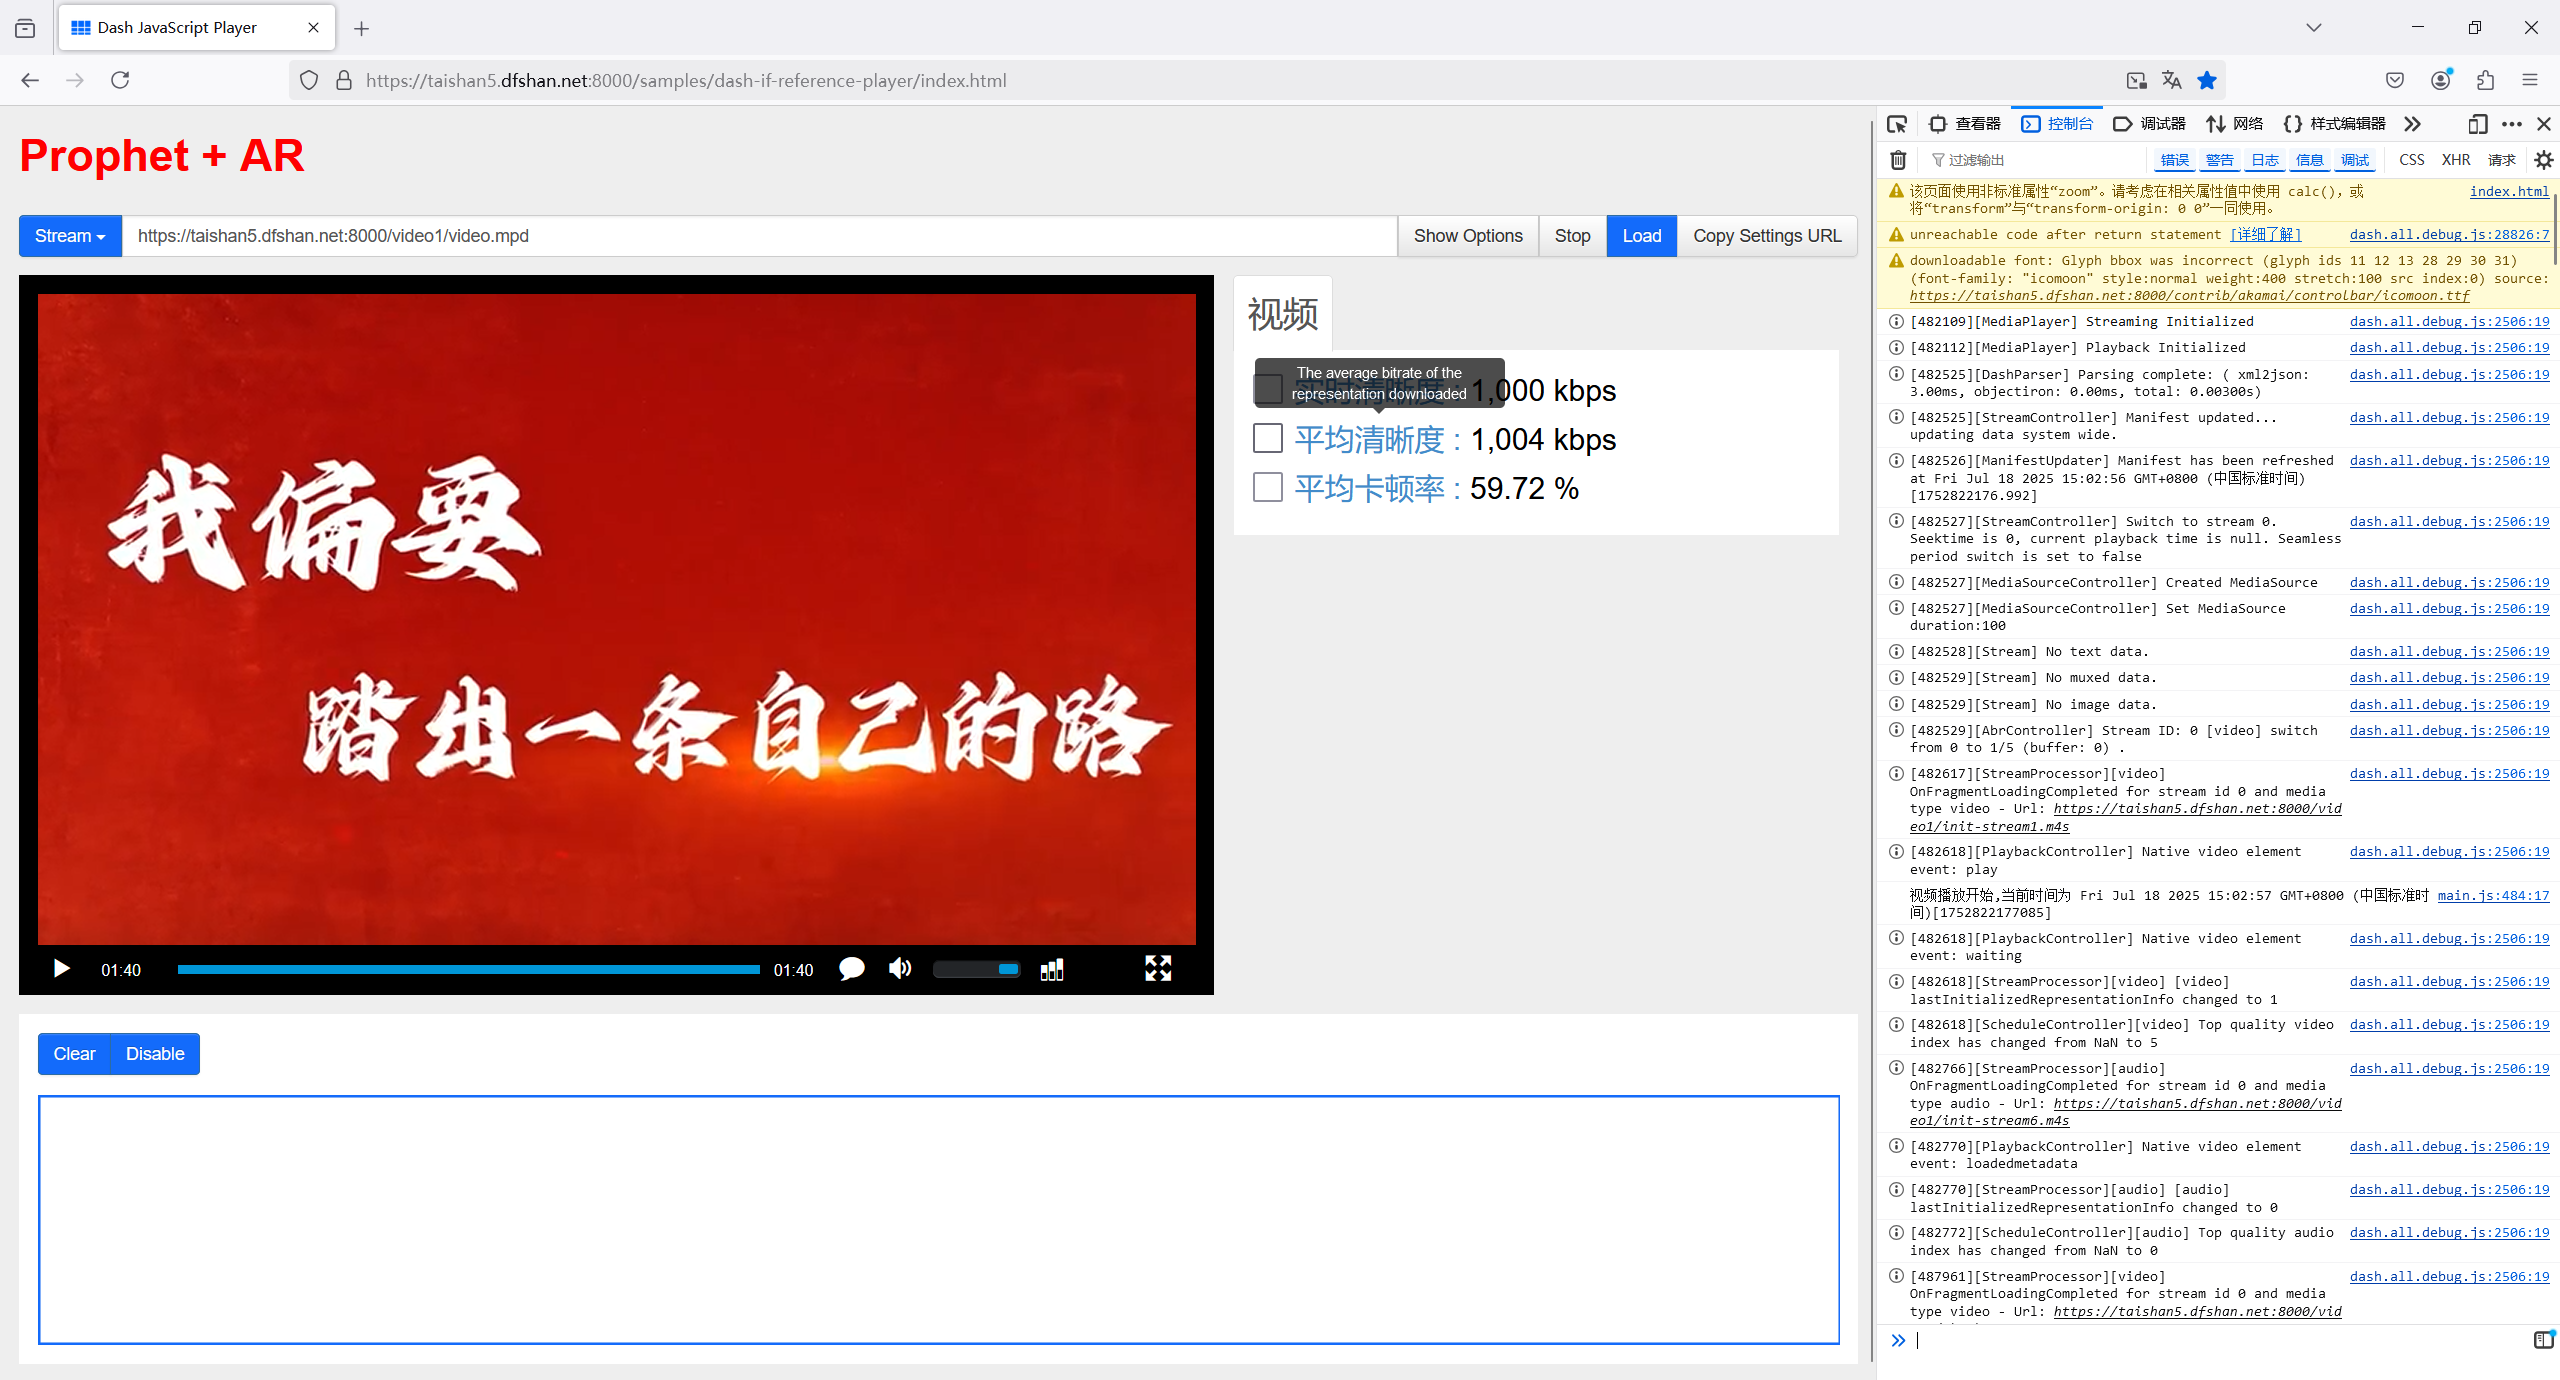 Dash JavaScript Player
https://taishan5.dfshan.net:8000/samples/dash-if-reference-player/index.html
Prophet + AR
Stream
https://taishan5.dfshan.net:8000/video1/video.mpd
Show Options
Stop
Load
Copy Settings URL
我偏要
踏出一条自己的路
01:40
01:40
视频
The average bitrate of the
representation downloaded
实时清晰度 : 1,000 kbps
平均清晰度 : 1,004 kbps
平均卡顿率 : 59.72 %
Clear
Disable
查看器
控制台
调试器
网络
样式编辑器
过滤输出
错误
警告
日志
信息
调试
CSS
XHR
请求
该页面使用非标准属性“zoom”。请考虑在相关属性值中使用 calc()，或 index.html
将“transform”与“transform-origin: 0 0”一同使用。
unreachable code after return statement [详细了解] dash.all.debug.js:28826:7
downloadable font: Glyph bbox was incorrect (glyph ids 11 12 13 28 29 30 31)
(font-family: "icomoon" style:normal weight:400 stretch:100 src index:0) source:
https://taishan5.dfshan.net:8000/contrib/akamai/controlbar/icomoon.ttf
[482109][MediaPlayer] Streaming Initialized dash.all.debug.js:2506:19
[482112][MediaPlayer] Playback Initialized dash.all.debug.js:2506:19
[482525][DashParser] Parsing complete: ( xml2json: dash.all.debug.js:2506:19
3.00ms, objectiron: 0.00ms, total: 0.00300s)
[482525][StreamController] Manifest updated... dash.all.debug.js:2506:19
updating data system wide.
[482526][ManifestUpdater] Manifest has been refreshed dash.all.debug.js:2506:19
at Fri Jul 18 2025 15:02:56 GMT+0800 (中国标准时间)
[1752822176.992]
[482527][StreamController] Switch to stream 0. dash.all.debug.js:2506:19
Seektime is 0, current playback time is null. Seamless
period switch is set to false
[482527][MediaSourceController] Created MediaSource dash.all.debug.js:2506:19
[482527][MediaSourceController] Set MediaSource dash.all.debug.js:2506:19
duration:100
[482528][Stream] No text data. dash.all.debug.js:2506:19
[482529][Stream] No muxed data. dash.all.debug.js:2506:19
[482529][Stream] No image data. dash.all.debug.js:2506:19
[482529][AbrController] Stream ID: 0 [video] switch dash.all.debug.js:2506:19
from 0 to 1/5 (buffer: 0) .
[482617][StreamProcessor][video] dash.all.debug.js:2506:19
OnFragmentLoadingCompleted for stream id 0 and media
type video - Url: https://taishan5.dfshan.net:8000/vid
eo1/init-stream1.m4s
[482618][PlaybackController] Native video element dash.all.debug.js:2506:19
event: play
视频播放开始,当前时间为 Fri Jul 18 2025 15:02:57 GMT+0800 (中国标准时 main.js:484:17
间)[1752822177085]
[482618][PlaybackController] Native video element dash.all.debug.js:2506:19
event: waiting
[482618][StreamProcessor][video] [video] dash.all.debug.js:2506:19
lastInitializedRepresentationInfo changed to 1
[482618][ScheduleController][video] Top quality video dash.all.debug.js:2506:19
index has changed from NaN to 5
[482766][StreamProcessor][audio] dash.all.debug.js:2506:19
OnFragmentLoadingCompleted for stream id 0 and media
type audio - Url: https://taishan5.dfshan.net:8000/vid
eo1/init-stream6.m4s
[482770][PlaybackController] Native video element dash.all.debug.js:2506:19
event: loadedmetadata
[482770][StreamProcessor][audio] [audio] dash.all.debug.js:2506:19
lastInitializedRepresentationInfo changed to 0
[482772][ScheduleController][audio] Top quality audio dash.all.debug.js:2506:19
index has changed from NaN to 0
[487961][StreamProcessor][video] dash.all.debug.js:2506:19
OnFragmentLoadingCompleted for stream id 0 and media
type video - Url: https://taishan5.dfshan.net:8000/vid